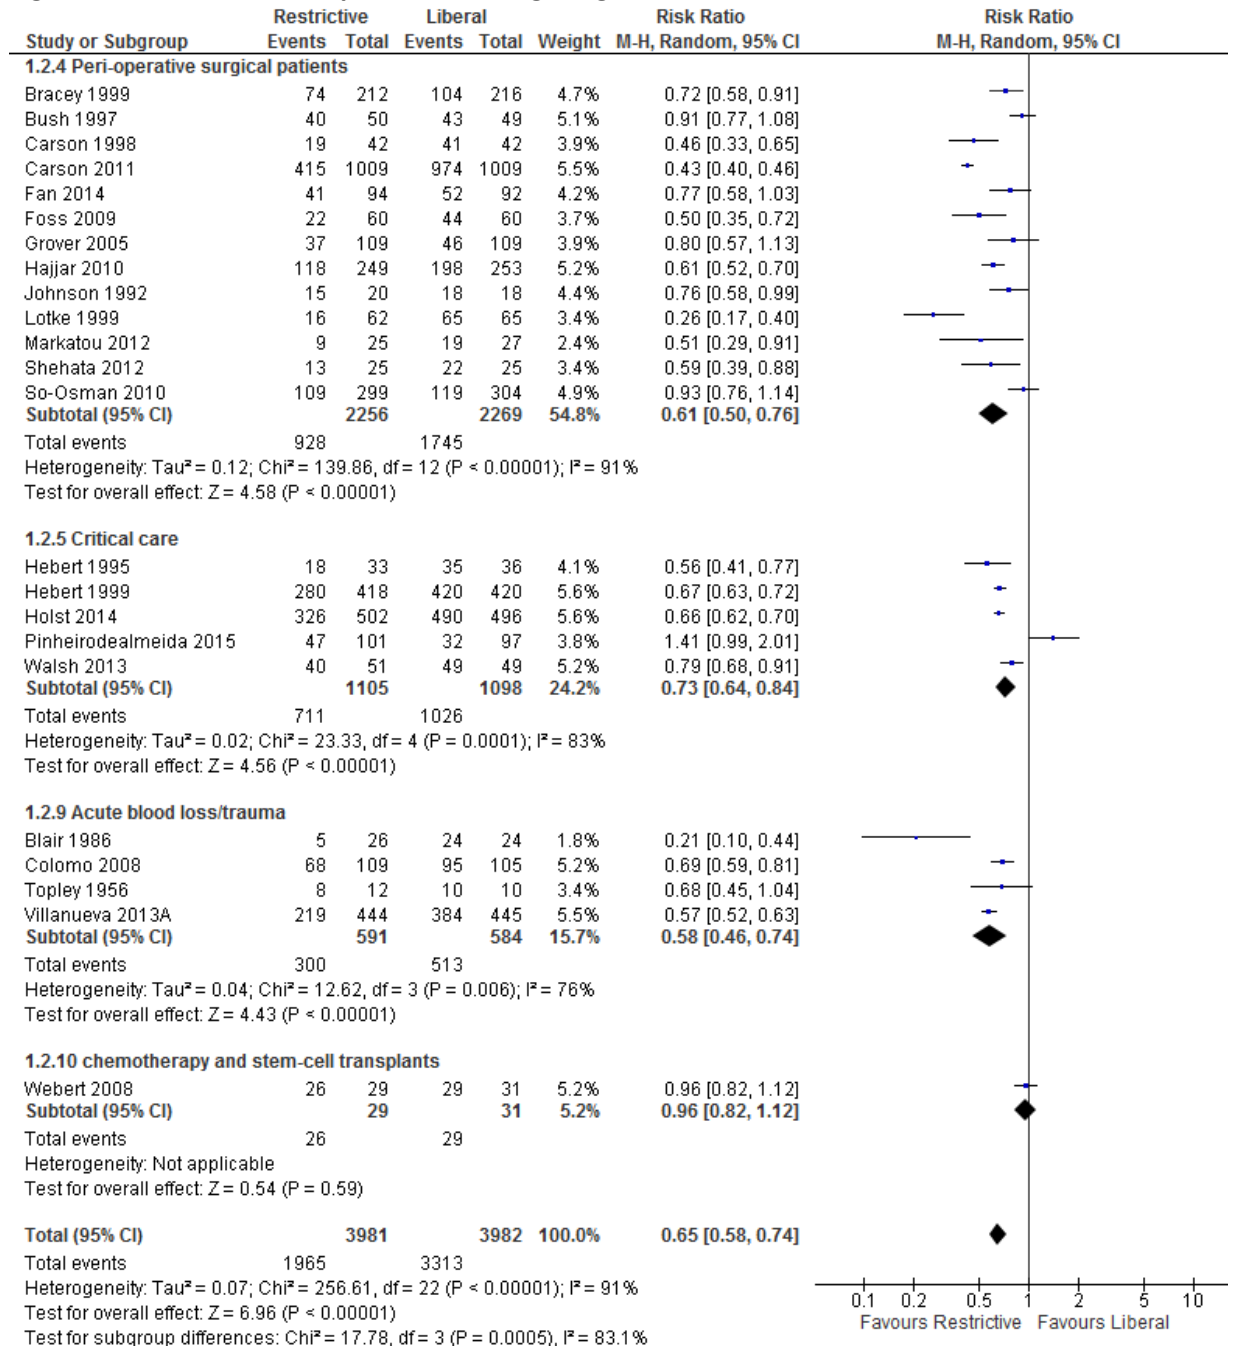 Restrictive Liberal Risk Ratio Risk Ratio
Study or Subgroup Events Total Events Total Weight M-H, Random, 95% CI M-H, Random, 95% CI
1.2.4 Peri-operative surgical patients
Bracey 1999 74 212 104 216 4.7% 0.72 [0.58, 0.91]
Bush 1997 40 50 43 49 5.1% 0.91 [0.77, 1.08]
Carson 1998 19 42 41 42 3.9% 0.46 [0.33, 0.65]
Carson 2011 415 1009 974 1009 5.5% 0.43 [0.40, 0.46]
Fan 2014 41 94 52 92 4.2% 0.77 [0.58, 1.03]
Foss 2009 22 60 44 60 3.7% 0.50 [0.35, 0.72]
Grover 2005 37 109 46 109 3.9% 0.80 [0.57, 1.13]
Hajjar 2010 118 249 198 253 5.2% 0.61 [0.52, 0.70]
Johnson 1992 15 20 18 18 4.4% 0.76 [0.58, 0.99]
Lotke 1999 16 62 65 65 3.4% 0.26 [0.17, 0.40]
Markatou 2012 9 25 19 27 2.4% 0.51 [0.29, 0.91]
Shehata 2012 13 25 22 25 3.4% 0.59 [0.39, 0.88]
So-Osman 2010 109 299 119 304 4.9% 0.93 [0.76, 1.14]
Subtotal (95% CI) 2256 2269 54.8% 0.61 [0.50, 0.76]
Total events 928 1745
Heterogeneity: Tau² = 0.12; Chi² = 139.86, df = 12 (P < 0.00001); I² = 91%
Test for overall effect: Z = 4.58 (P < 0.00001)
1.2.5 Critical care
Hebert 1995 18 33 35 36 4.1% 0.56 [0.41, 0.77]
Hebert 1999 280 418 420 420 5.6% 0.67 [0.63, 0.72]
Holst 2014 326 502 490 496 5.6% 0.66 [0.62, 0.70]
Pinheirodealmeida 2015 47 101 32 97 3.8% 1.41 [0.99, 2.01]
Walsh 2013 40 51 49 49 5.2% 0.79 [0.68, 0.91]
Subtotal (95% CI) 1105 1098 24.2% 0.73 [0.64, 0.84]
Total events 711 1026
Heterogeneity: Tau² = 0.02; Chi² = 23.33, df = 4 (P = 0.0001); I² = 83%
Test for overall effect: Z = 4.56 (P < 0.00001)
1.2.9 Acute blood loss/trauma
Blair 1986 5 26 24 24 1.8% 0.21 [0.10, 0.44]
Colomo 2008 68 109 95 105 5.2% 0.69 [0.59, 0.81]
Topley 1956 8 12 10 10 3.4% 0.68 [0.45, 1.04]
Villanueva 2013A 219 444 384 445 5.5% 0.57 [0.52, 0.63]
Subtotal (95% CI) 591 584 15.7% 0.58 [0.46, 0.74]
Total events 300 513
Heterogeneity: Tau² = 0.04; Chi² = 12.62, df = 3 (P = 0.006); I² = 76%
Test for overall effect: Z = 4.43 (P < 0.00001)
1.2.10 chemotherapy and stem-cell transplants
Webert 2008 26 29 29 31 5.2% 0.96 [0.82, 1.12]
Subtotal (95% CI) 29 31 5.2% 0.96 [0.82, 1.12]
Total events 26 29
Heterogeneity: Not applicable
Test for overall effect: Z = 0.54 (P = 0.59)
Total (95% CI) 3981 3982 100.0% 0.65 [0.58, 0.74]
Total events 1965 3313
Heterogeneity: Tau² = 0.07; Chi² = 256.61, df = 22 (P < 0.00001); I² = 91%
Test for overall effect: Z = 6.96 (P < 0.00001)
Test for subgroup differences: Chi² = 17.78, df = 3 (P = 0.0005), I² = 83.1%
0.1 0.2 0.5 1 2 5 10
Favours Restrictive Favours Liberal